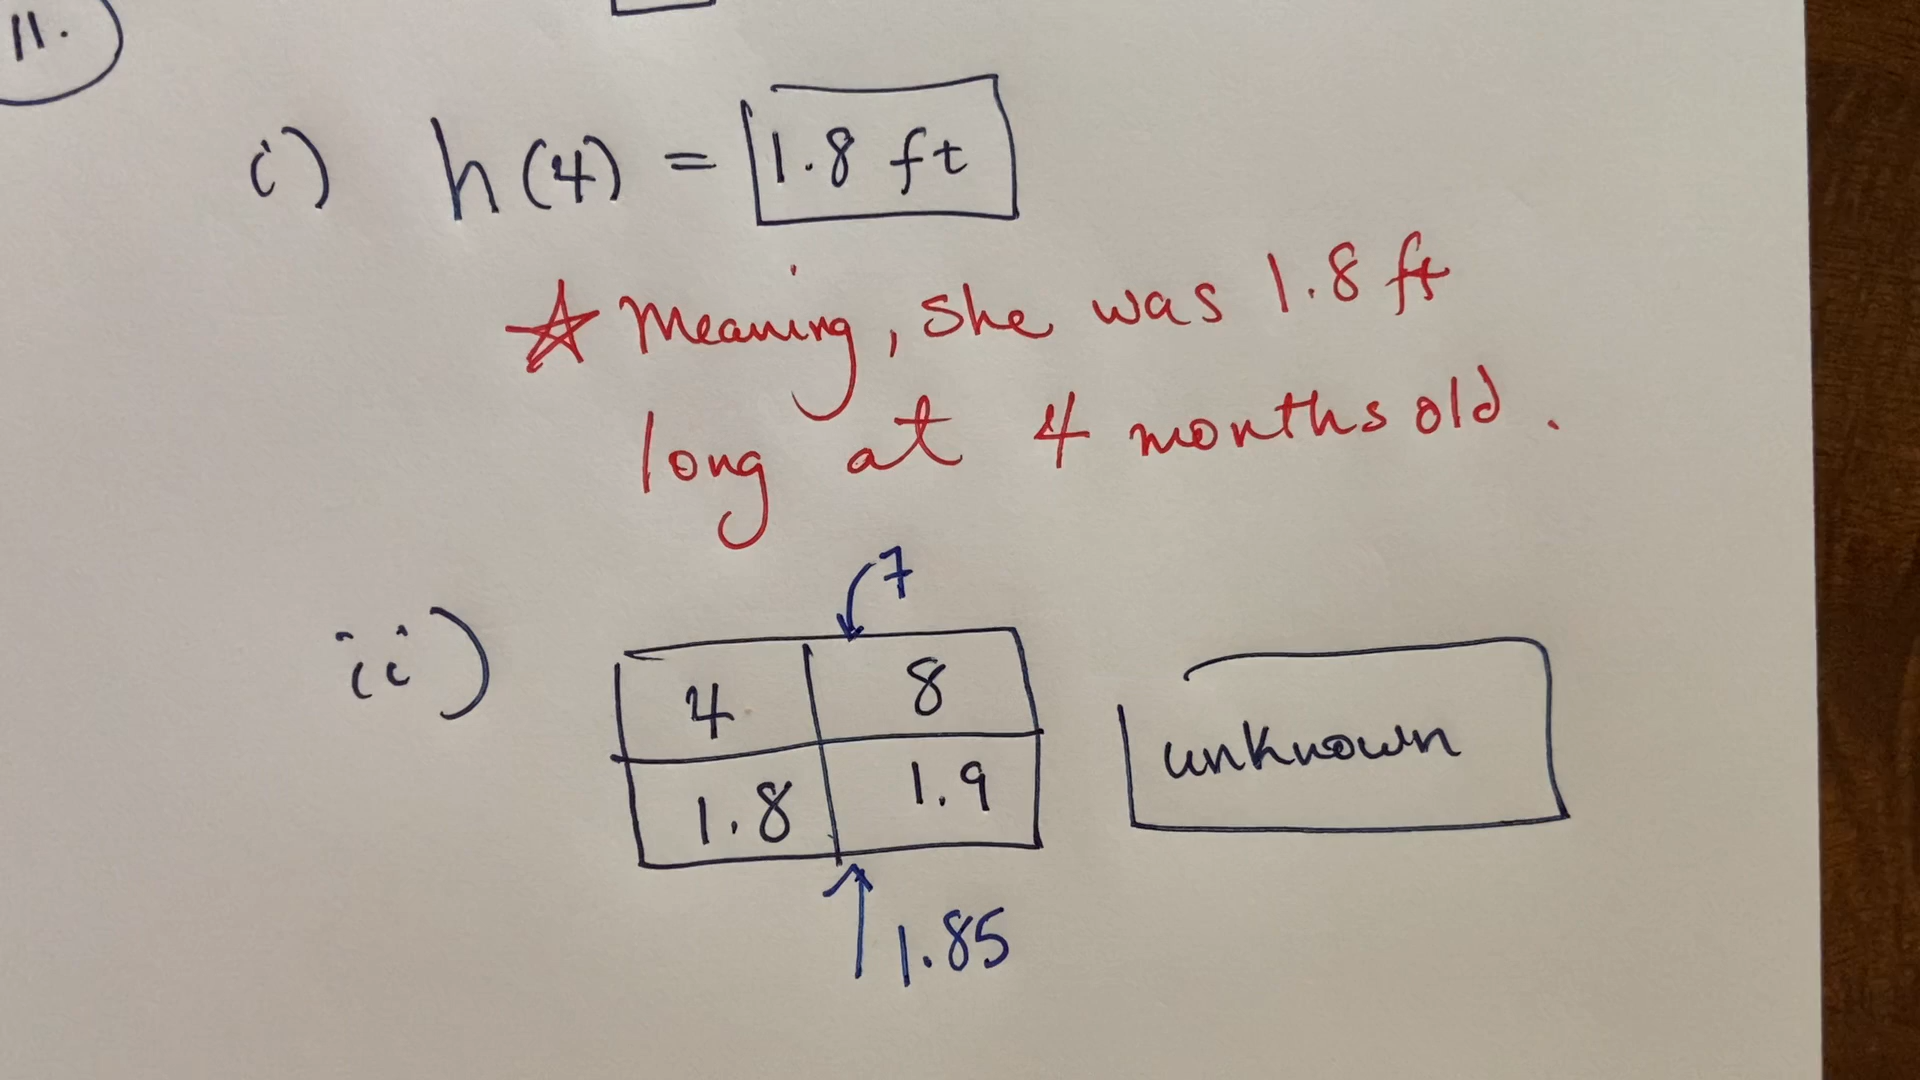 11.
i) h(4) = 1.8 ft
☆ Meaning, she was 1.8 ft
long at 4 months old.
7
ii) 4 8
unknown
1.8 1.9
1.85